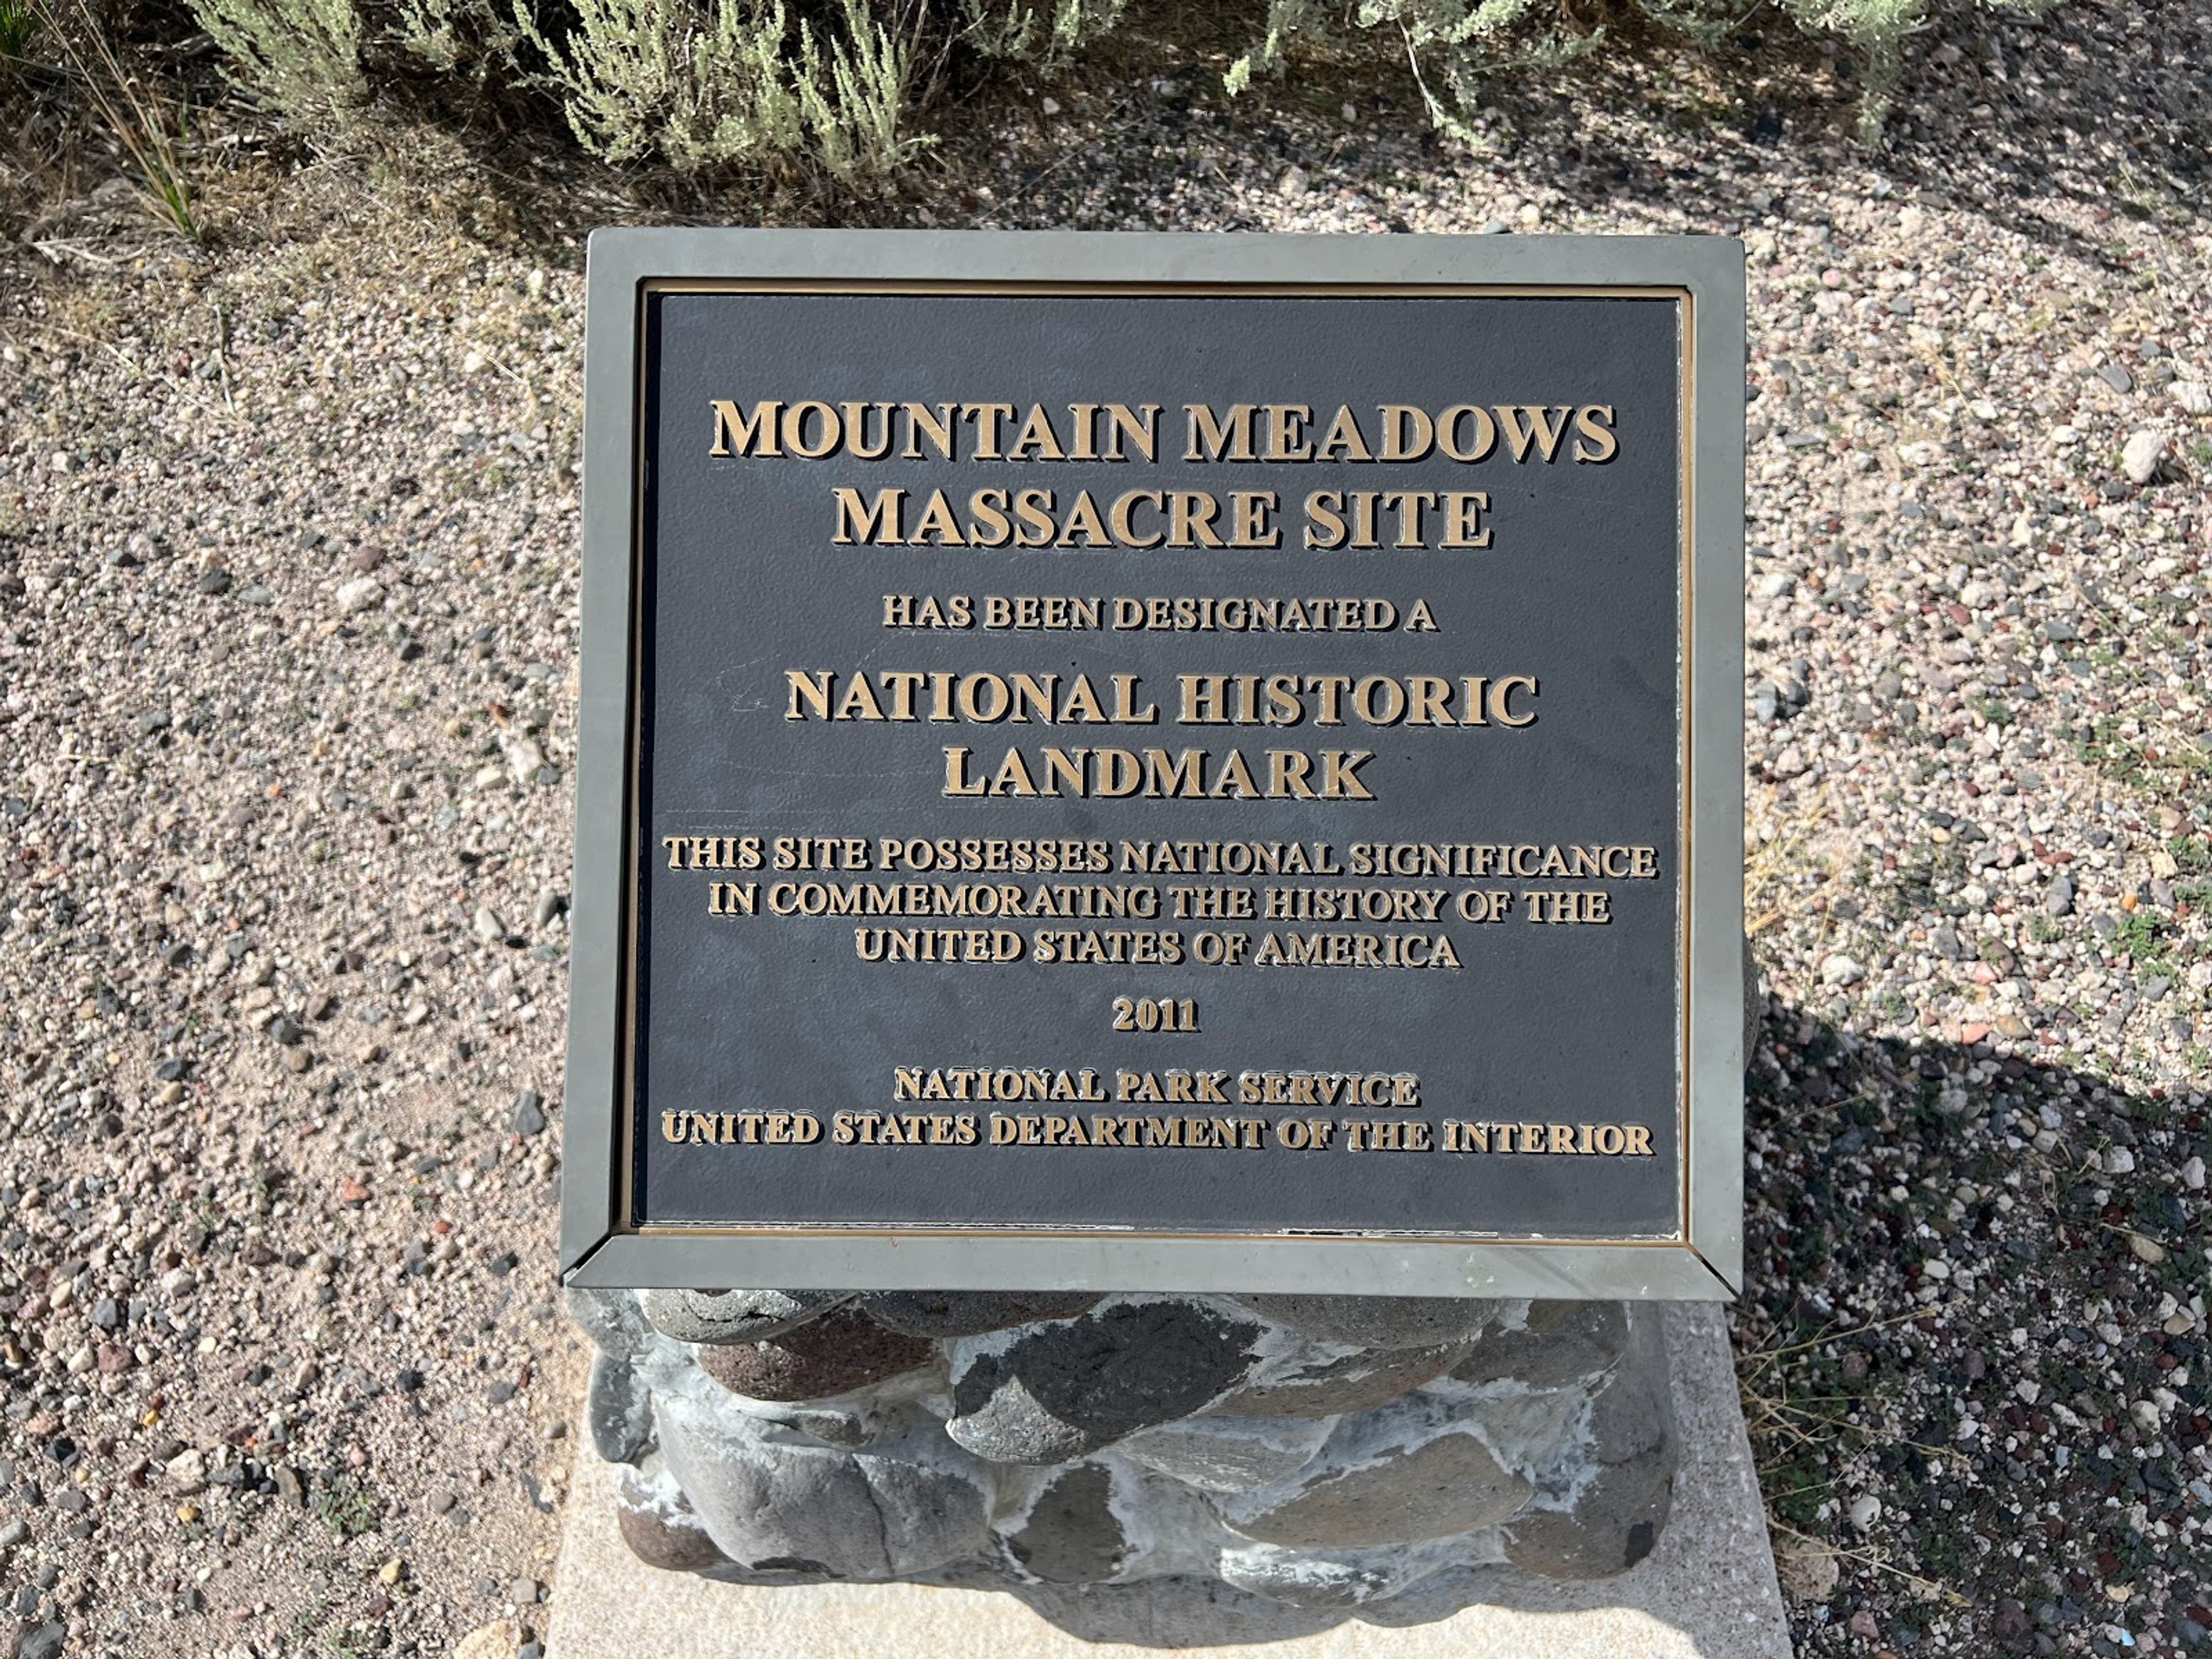 MOUNTAIN MEADOWS
MASSACRE SITE
HAS BEEN DESIGNATED A
NATIONAL HISTORIC
LANDMARK
THIS SITE POSSESSES NATIONAL SIGNIFICANCE
IN COMMEMORATING THE HISTORY OF THE
UNITED STATES OF AMERICA
2011
NATIONAL PARK SERVICE
UNITED STATES DEPARTMENT OF THE INTERIOR